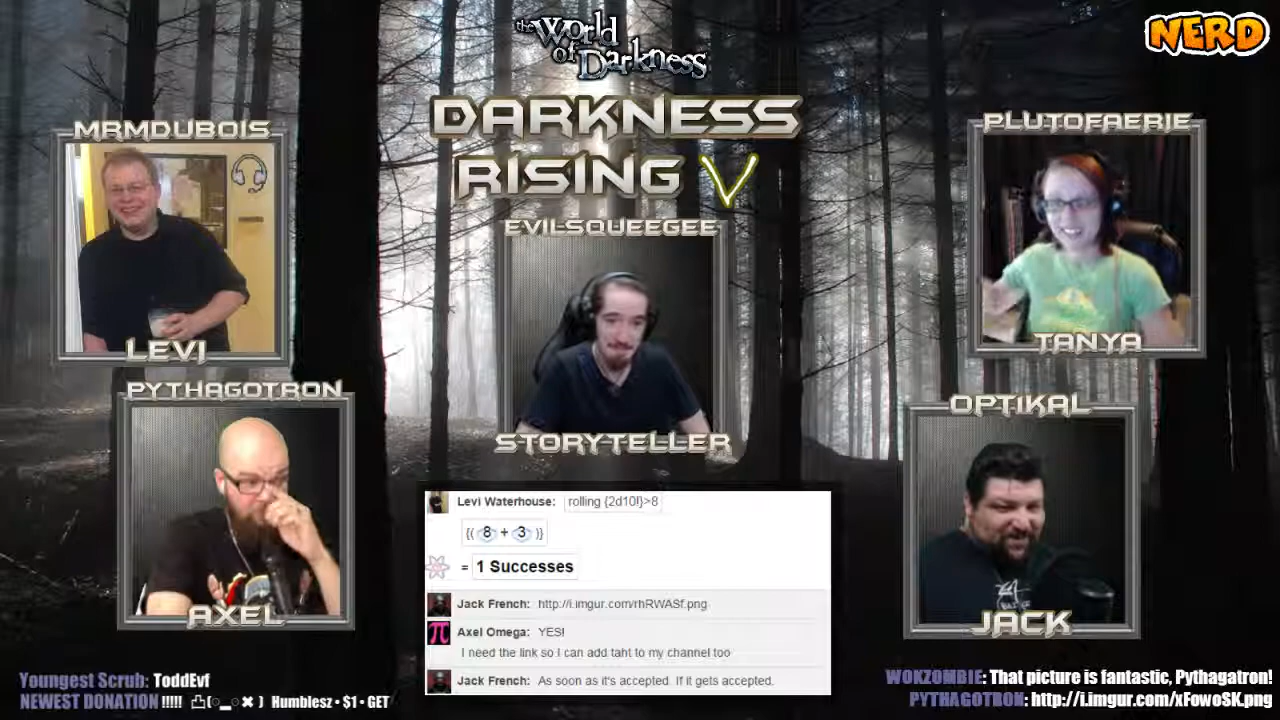 the World
of Darkness
NERD
DARKNESS
RISING V
MRMDUBOIS
LEVI
EVILSQUEEGEE
STORYTELLER
PLUTOFAERIE
TANYA
PYTHAGOTRON
AXEL
OPTIKAL
JACK
Levi Waterhouse: rolling {2d10!}>8
{( 8 + 3 )}
= 1 Successes
Jack French: http://i.imgur.com/rhRWASf.png
Axel Omega: YES!
I need the link so I can add taht to my channel too
Jack French: As soon as it's accepted. If it gets accepted.
Youngest Scrub: ToddEvf
NEWEST DONATION !!!!! 凸(○‗○✖ ) Humblesz • $1 • GET
WOKZOMBIE: That picture is fantastic, Pythagatron!
PYTHAGOTRON: http://i.imgur.com/xFowoSK.png